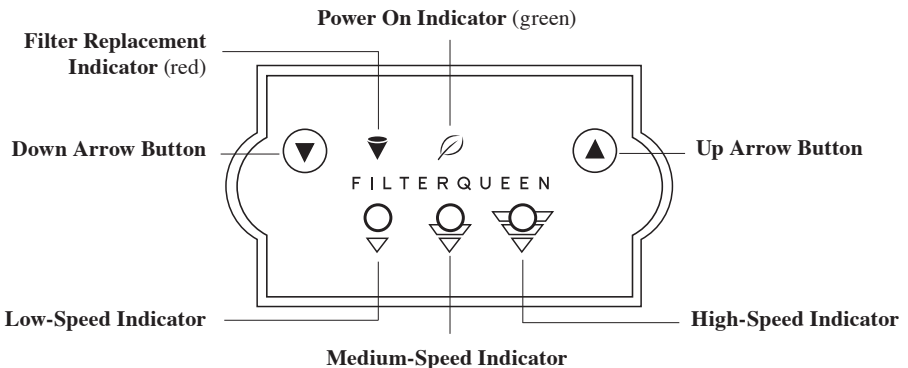 Power On Indicator (green)
Filter Replacement
Indicator (red)
Down Arrow Button
Up Arrow Button
FILTERQUEEN
Low-Speed Indicator
High-Speed Indicator
Medium-Speed Indicator